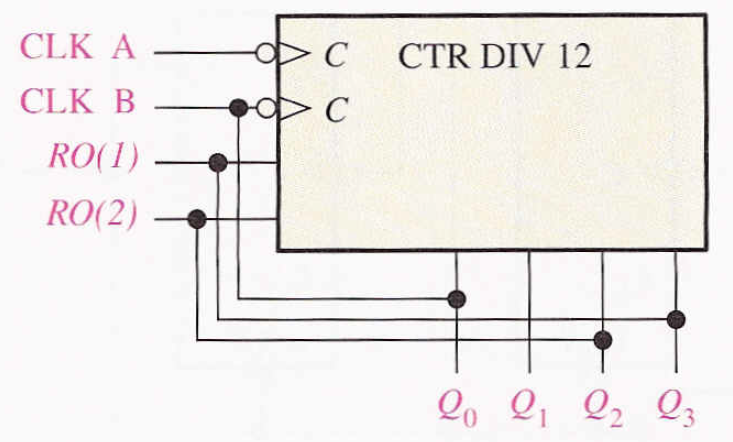 CLK A C CTR DIV 12
CLK B C
RO(1)
RO(2)
Q0 Q1 Q2 Q3